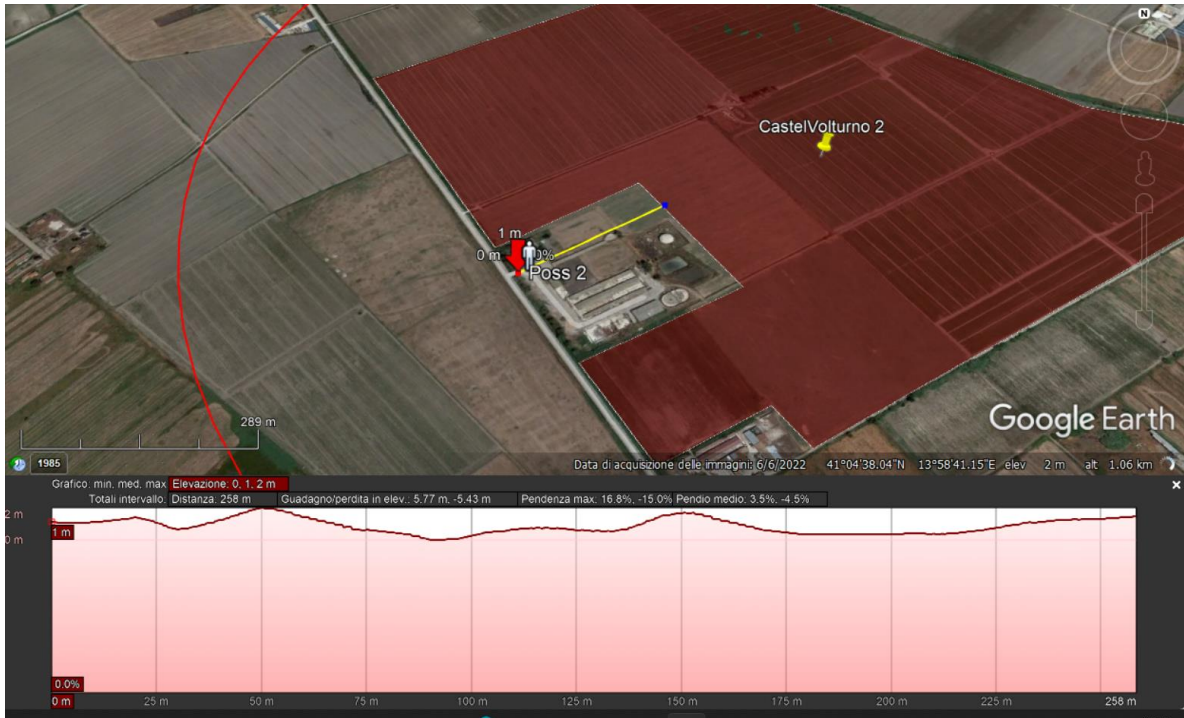 N
CastelVolturno 2
1 m
0 m
0%
Poss 2
289 m
Google Earth
1985
Data di acquisizione delle immagini: 6/6/2022 41°04'38.04"N 13°58'41.15"E elev 2 m alt 1.06 km
Grafico: min. med. max Elevazione: 0, 1, 2 m
Totali intervallo: Distanza: 258 m Guadagno/perdita in elev.: 5.77 m, -5.43 m Pendenza max. 16.8%, -15.0% Pendio medio: 3.5%, -4.5%
2 m
1 m
0 m
0.0%
0 m 25 m 50 m 75 m 100 m 125 m 150 m 175 m 200 m 225 m 258 m